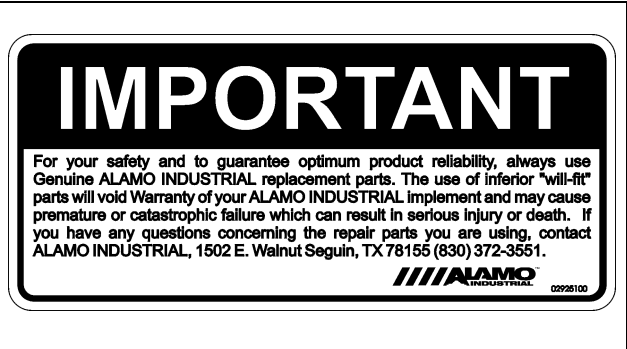 IMPORTANT
For your safety and to guarantee optimum product reliability, always use
Genuine ALAMO INDUSTRIAL replacement parts. The use of inferior "will-fit"
parts will void Warranty of your ALAMO INDUSTRIAL implement and may cause
premature or catastrophic failure which can result in serious injury or death. If
you have any questions concerning the repair parts you are using, contact
ALAMO INDUSTRIAL, 1502 E. Walnut Seguin, TX 78155 (830) 372-3551.
ALAMO™
INDUSTRIAL
02925100